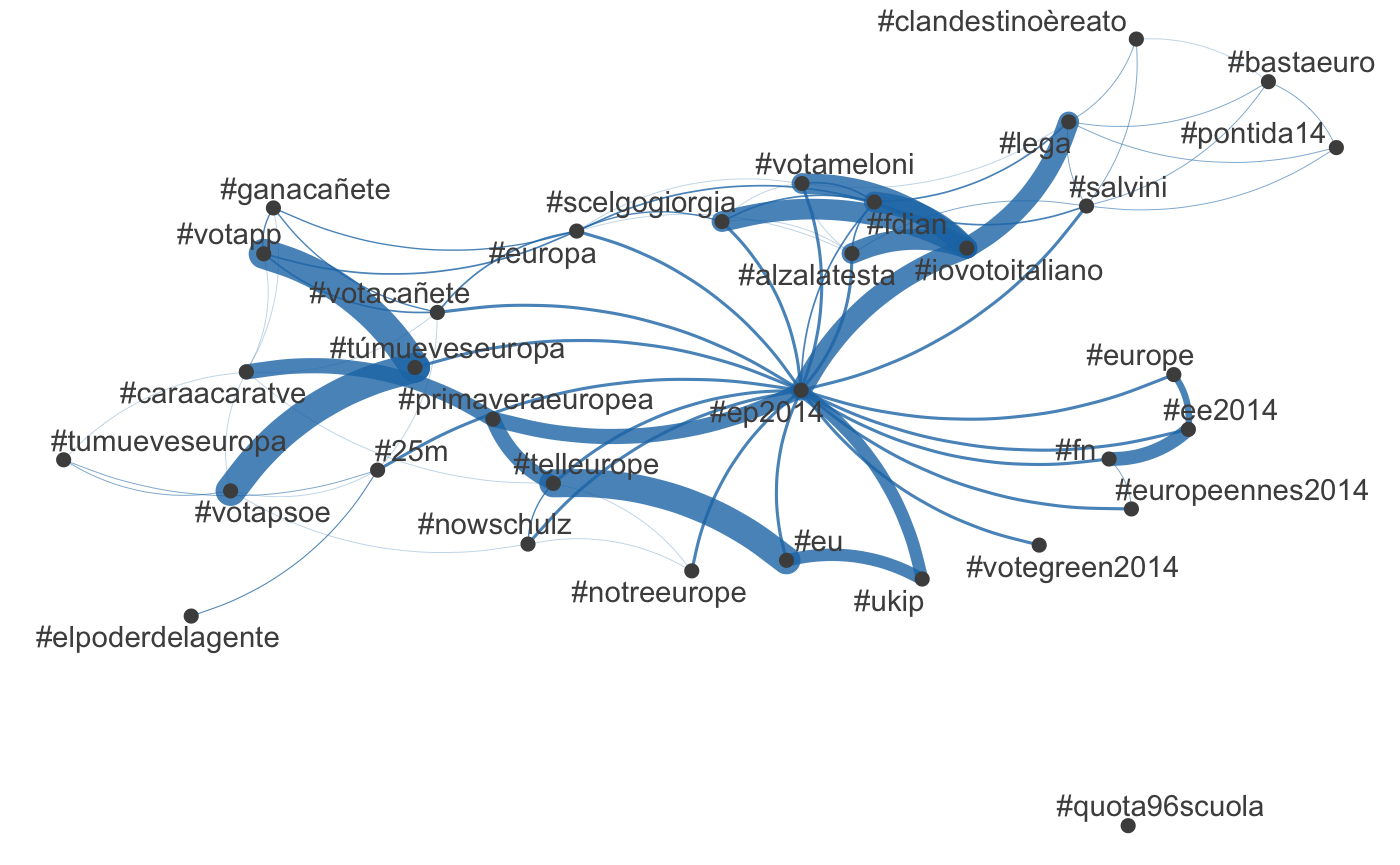 #clandestinoèreato
#bastaeuro
#pontida14
#lega
#votameloni
#salvini
#ganacañete
#scelgogiorgia
#fdian
#votapp
#europa
#alzalatesta
#iovotoitaliano
#votacañete
#túmueveseuropa
#europe
#caraacaratve
#primaveraeuropea
#ep2014
#ee2014
#tumueveseuropa
#25m
#fn
#telleurope
#europeennes2014
#votapsoe
#nowschulz
#eu
#votegreen2014
#notreeurope
#ukip
#elpoderdelagente
#quota96scuola